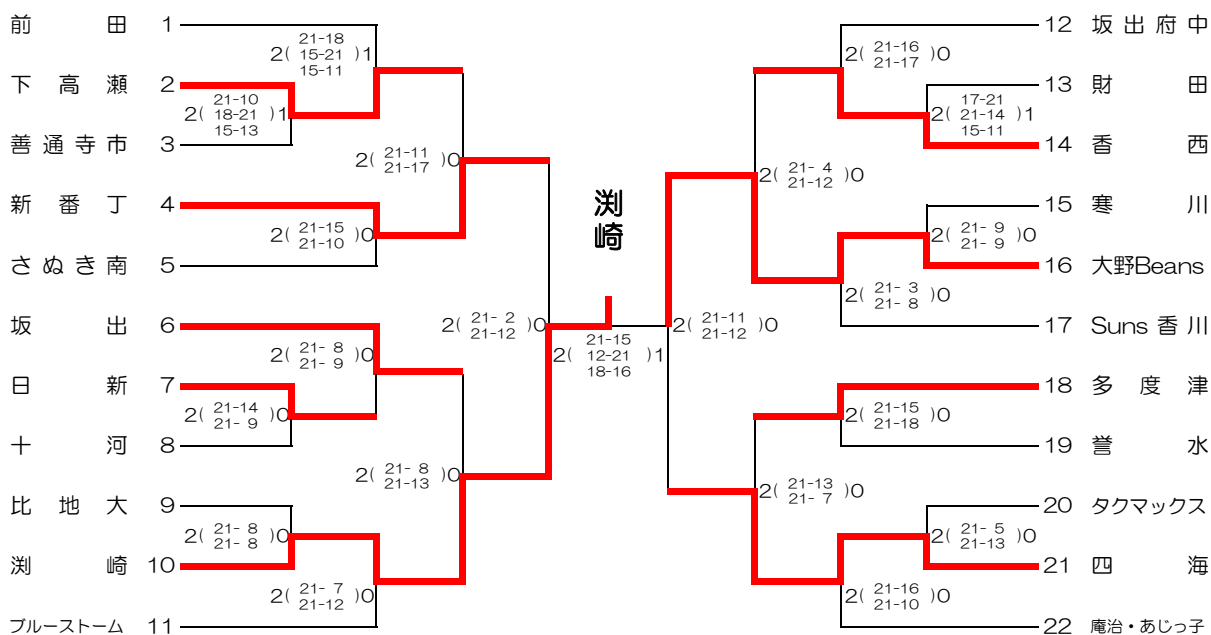 前田 1
下高瀬 2
善通寺市 3
新番丁 4
さぬき南 5
坂出 6
日新 7
十河 8
比地大 9
渕崎 10
ブルーストーム 11
2( 21-18 )1
15-21
15-11
2( 21-10 )1
18-21
15-13
2( 21-11 )0
21-17
2( 21-15 )0
21-10
2( 21- 2 )0
21-12
2( 21- 8 )0
21- 9
2( 21-14 )0
21- 9
2( 21- 8 )0
21-13
2( 21- 8 )0
21- 8
2( 21- 7 )0
21-12
渕崎
2( 21-15 )1
12-21
18-16
2( 21-16 )0
21-17
2( 17-21 )1
21-14
15-11
2( 21- 4 )0
21-12
2( 21- 9 )0
21- 9
2( 21- 3 )0
21- 8
2( 21-11 )0
21-12
2( 21-15 )0
21-18
2( 21-13 )0
21- 7
2( 21- 5 )0
21-13
2( 21-16 )0
21-10
12 坂出府中
13 財田
14 香西
15 寒川
16 大野Beans
17 Suns 香川
18 多度津
19 誉水
20 タクマックス
21 四海
22 庵治・あじっ子